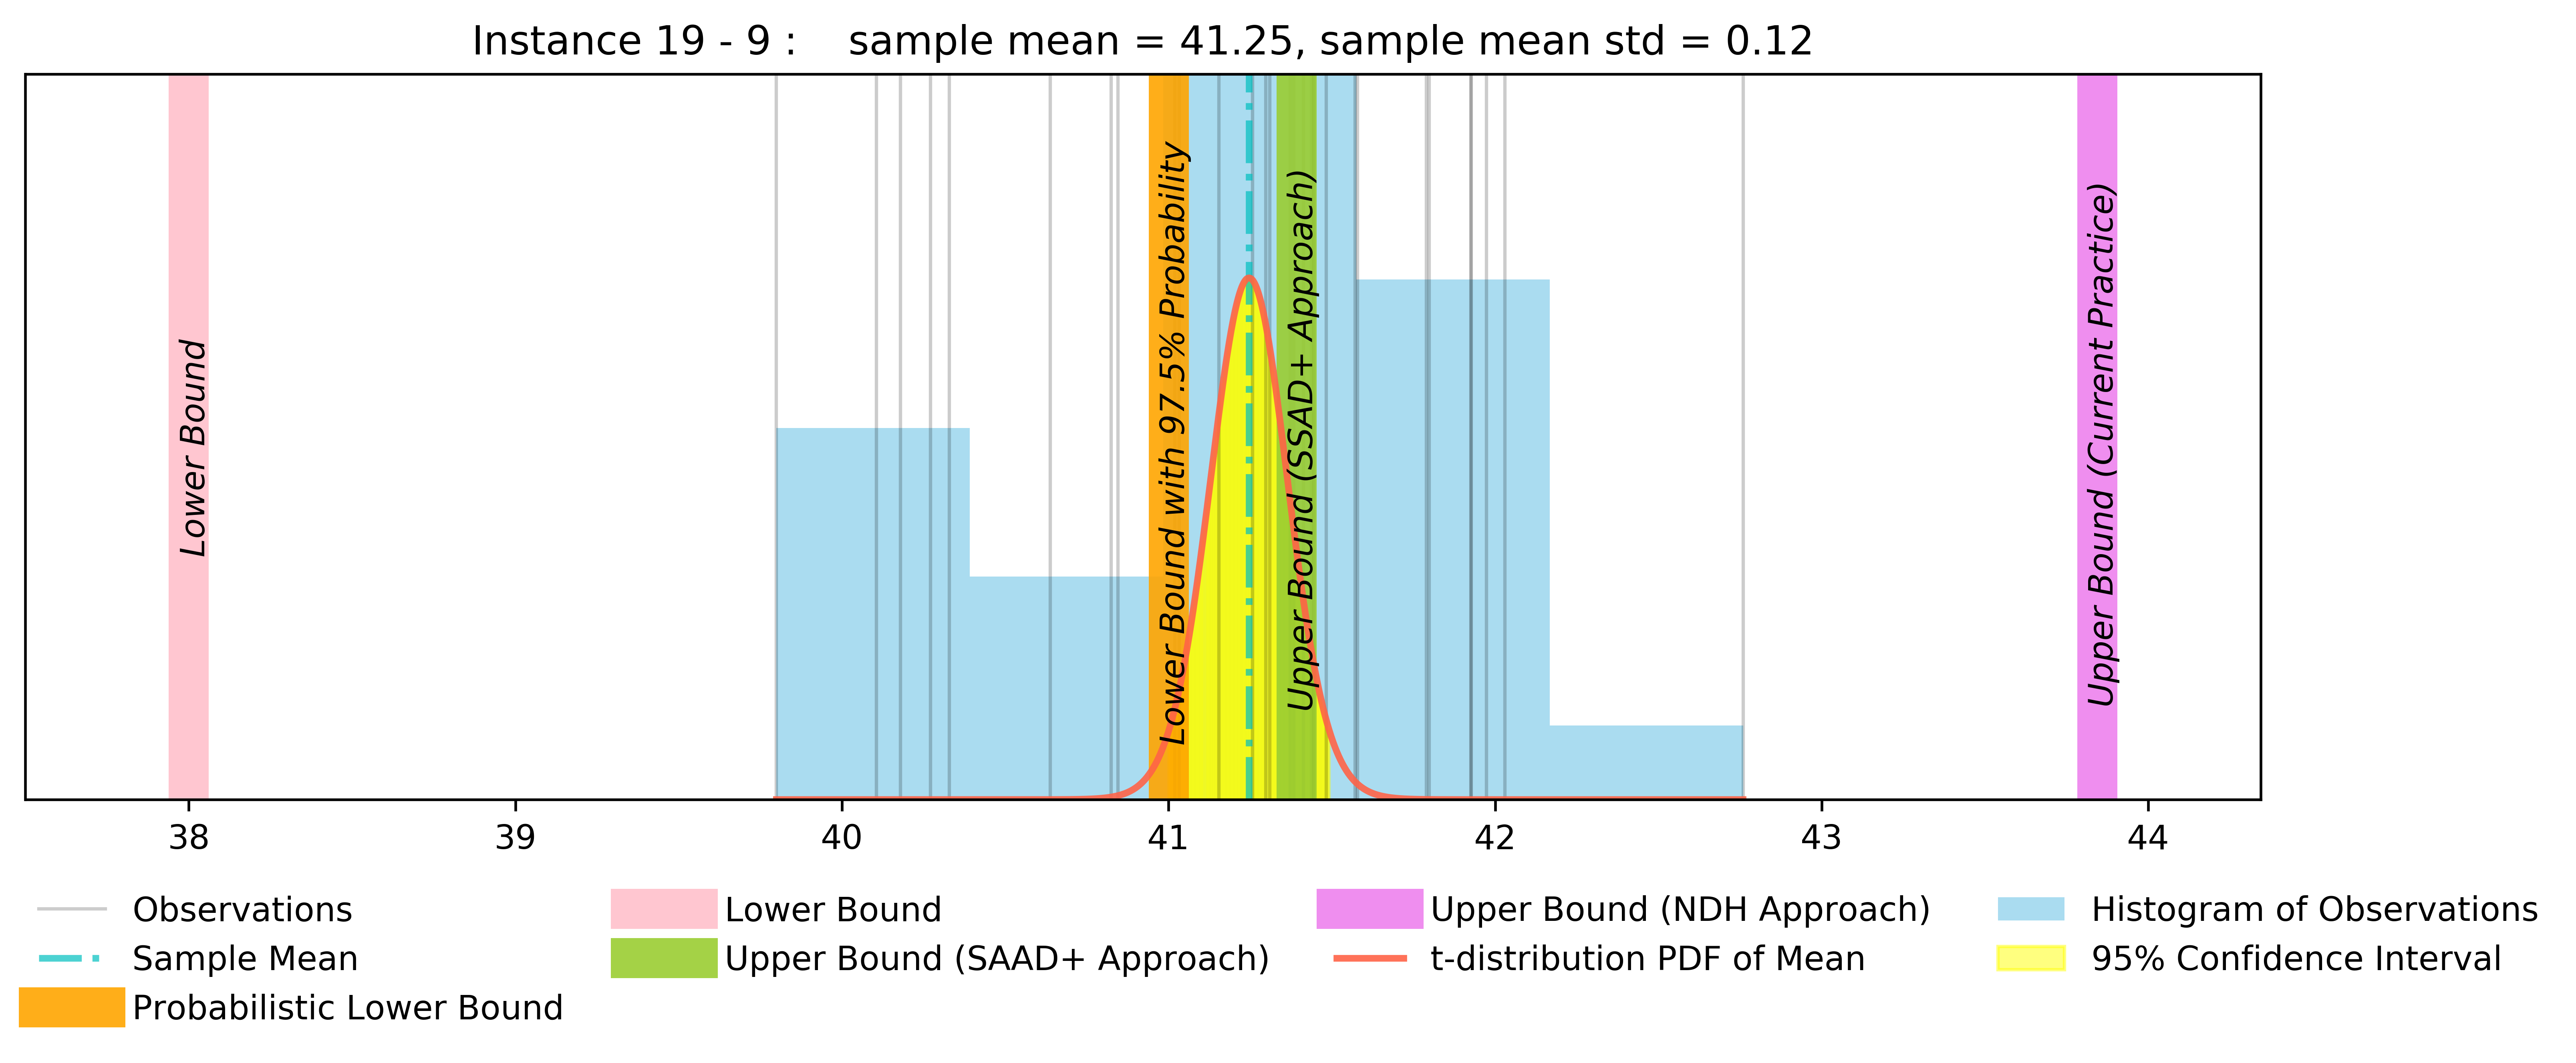 Instance 19 - 9 :    sample mean = 41.25, sample mean std = 0.12
Lower Bound
Lower Bound with 97.5% Probability
Upper Bound (SSAD+ Approach)
Upper Bound (Current Practice)
38 39 40 41 42 43 44
Observations
Sample Mean
Probabilistic Lower Bound
Lower Bound
Upper Bound (SAAD+ Approach)
Upper Bound (NDH Approach)
t-distribution PDF of Mean
Histogram of Observations
95% Confidence Interval